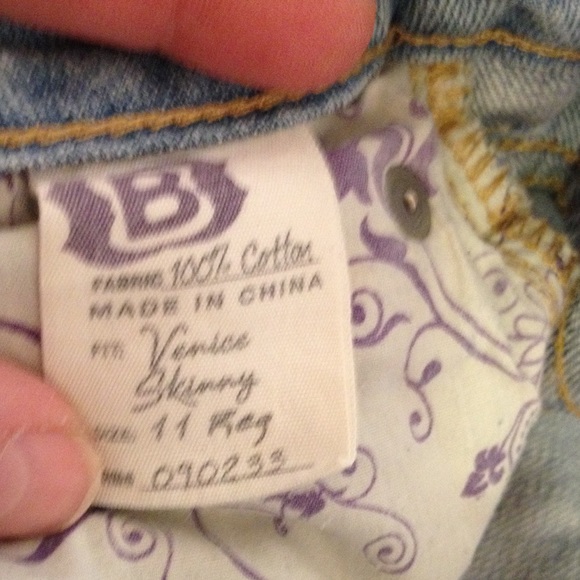 B
FABRIC: 100% Cotton
MADE IN CHINA
FIT: Venice
Skinny
SIZE: 11 Reg
090233